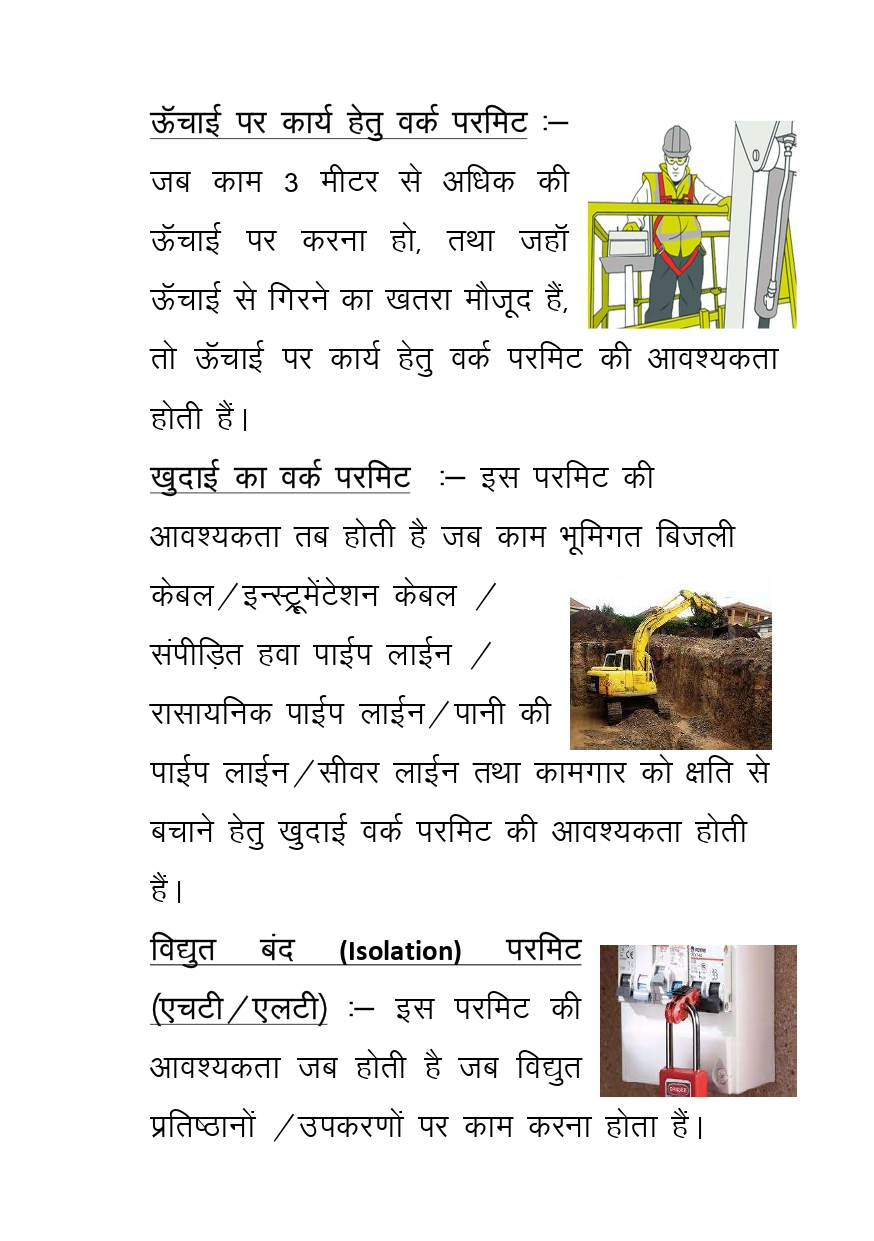 ऊॅचाई पर कार्य हेतु वर्क परमिट :–
जब काम 3 मीटर से अधिक की
ऊॅचाई पर करना हो, तथा जहॉ
ऊॅचाई से गिरने का खतरा मौजूद हैं,
तो ऊॅचाई पर कार्य हेतु वर्क परमिट की आवश्यकता
होती हैं।
खुदाई का वर्क परमिट :– इस परमिट की
आवश्यकता तब होती है जब काम भूमिगत बिजली
केबल/इन्स्ट्रूमेंटेशन केबल /
संपीड़ित हवा पाईप लाईन /
रासायनिक पाईप लाईन/पानी की
पाईप लाईन/सीवर लाईन तथा कामगार को क्षति से
बचाने हेतु खुदाई वर्क परमिट की आवश्यकता होती
हैं।
विद्युत बंद (Isolation) परमिट
(एचटी/एलटी) :– इस परमिट की
आवश्यकता जब होती है जब विद्युत
प्रतिष्ठानों /उपकरणों पर काम करना होता हैं।
DANGER